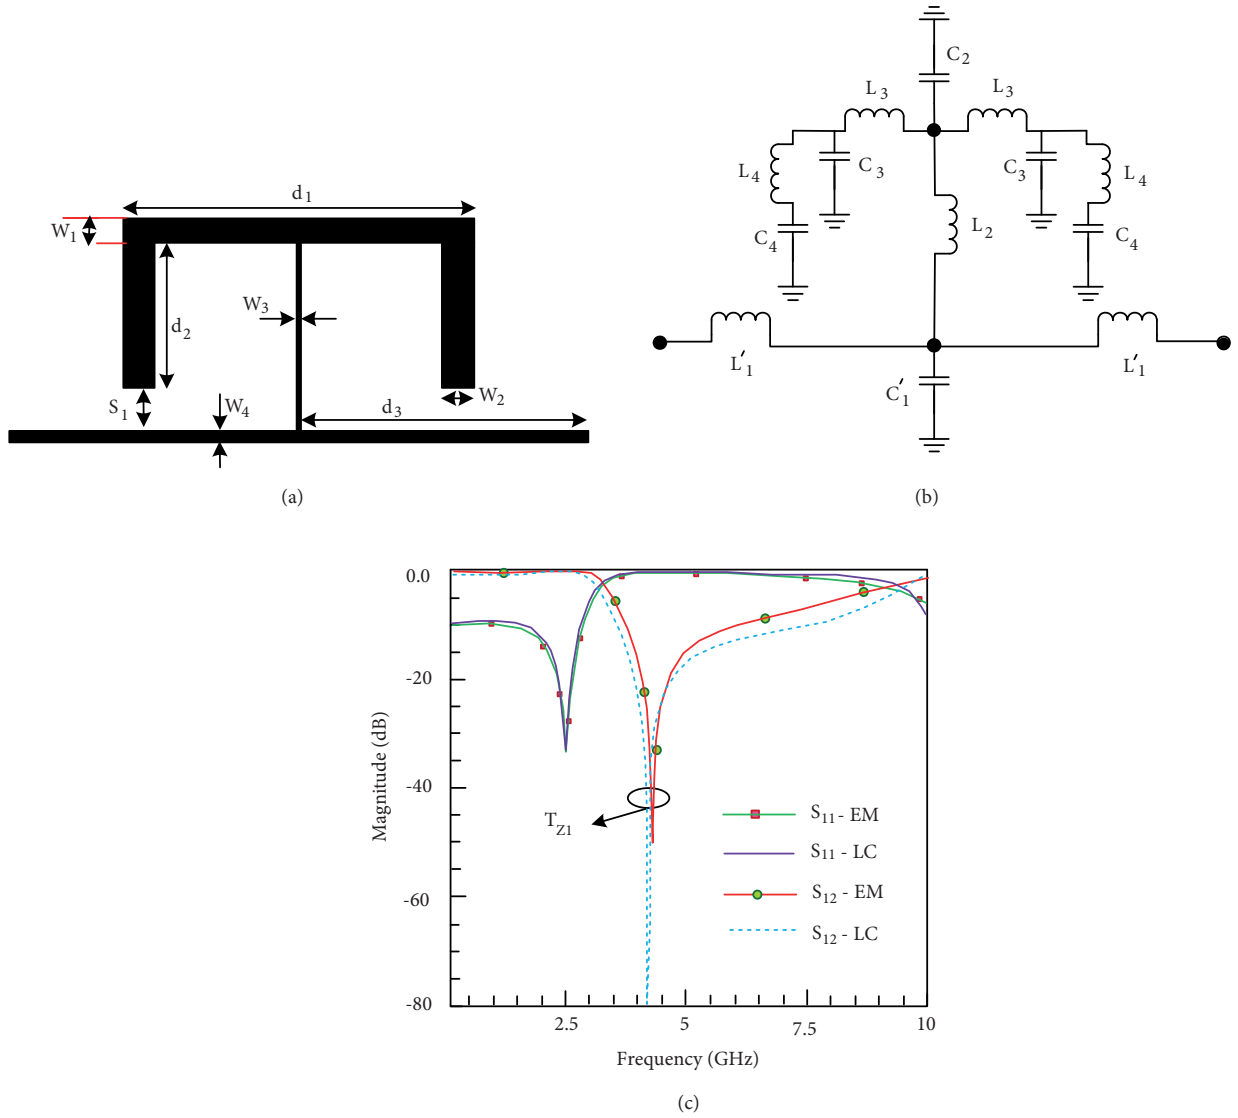 d1
W1
W3
d2
S1
W4
d3
W2
(a)
C2
L3
L3
L4
C3
C3
L4
C4
L2
C4
L'1
C'1
L'1
(b)
0.0
-20
-40
-60
-80
Magnitude (dB)
TZ1
S11 - EM
S11 - LC
S12 - EM
S12 - LC
2.5
5
7.5
10
Frequency (GHz)
(c)